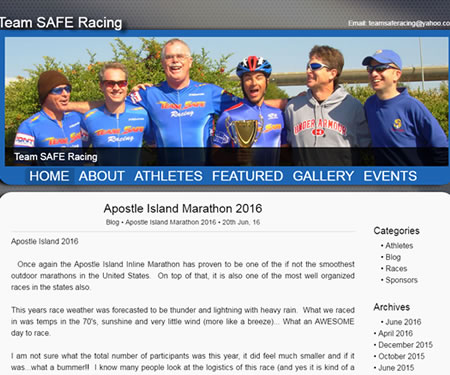 Team SAFE Racing
Email: teamsaferacing@yahoo.co
TEAM SAFE
Racing
TEAM SAFE
Racing
UNDER ARMOUR
Team SAFE Racing
HOME ABOUT ATHLETES FEATURED GALLERY EVENTS
Apostle Island Marathon 2016
Blog • Apostle Island Marathon 2016 • 20th Jun, 16
Apostle Island 2016
Once again the Apostle Island Inline Marathon has proven to be one of the if not the smoothest
outdoor marathons in the United States. On top of that, it is also one of the most well organized
races in the states also.
This years race weather was forecasted to be thunder and lightning with heavy rain. What we raced
in was temps in the 70's, sunshine and very little wind (more like a breeze)... What an AWESOME
day to race.
I am not sure what the total number of participants was this year, it did feel much smaller and if it
was...what a bummer!! I know many people look at the logistics of this race (and yes it is kind of a
Categories
• Athletes
• Blog
• Races
• Sponsors
Archives
• June 2016
• April 2016
• December 2015
• October 2015
• June 2015